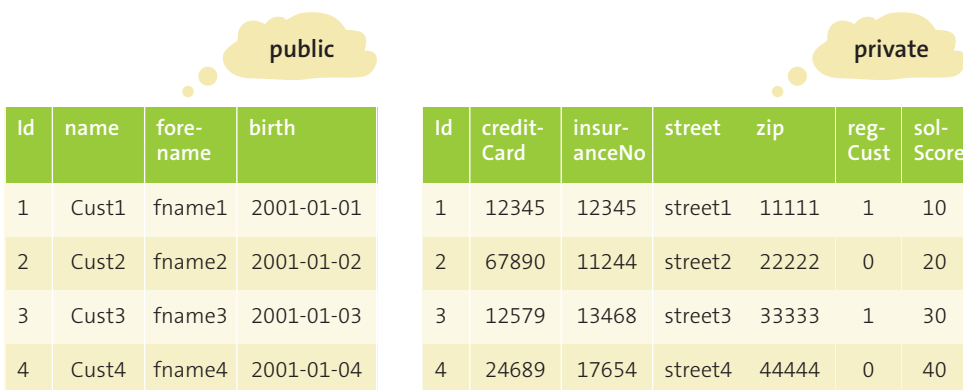 public
private
Id name fore- birth
name
Id credit- insur- street zip reg- sol-
Card anceNo Cust Score
1 Cust1 fname1 2001-01-01
2 Cust2 fname2 2001-01-02
3 Cust3 fname3 2001-01-03
4 Cust4 fname4 2001-01-04
1 12345 12345 street1 11111 1 10
2 67890 11244 street2 22222 0 20
3 12579 13468 street3 33333 1 30
4 24689 17654 street4 44444 0 40